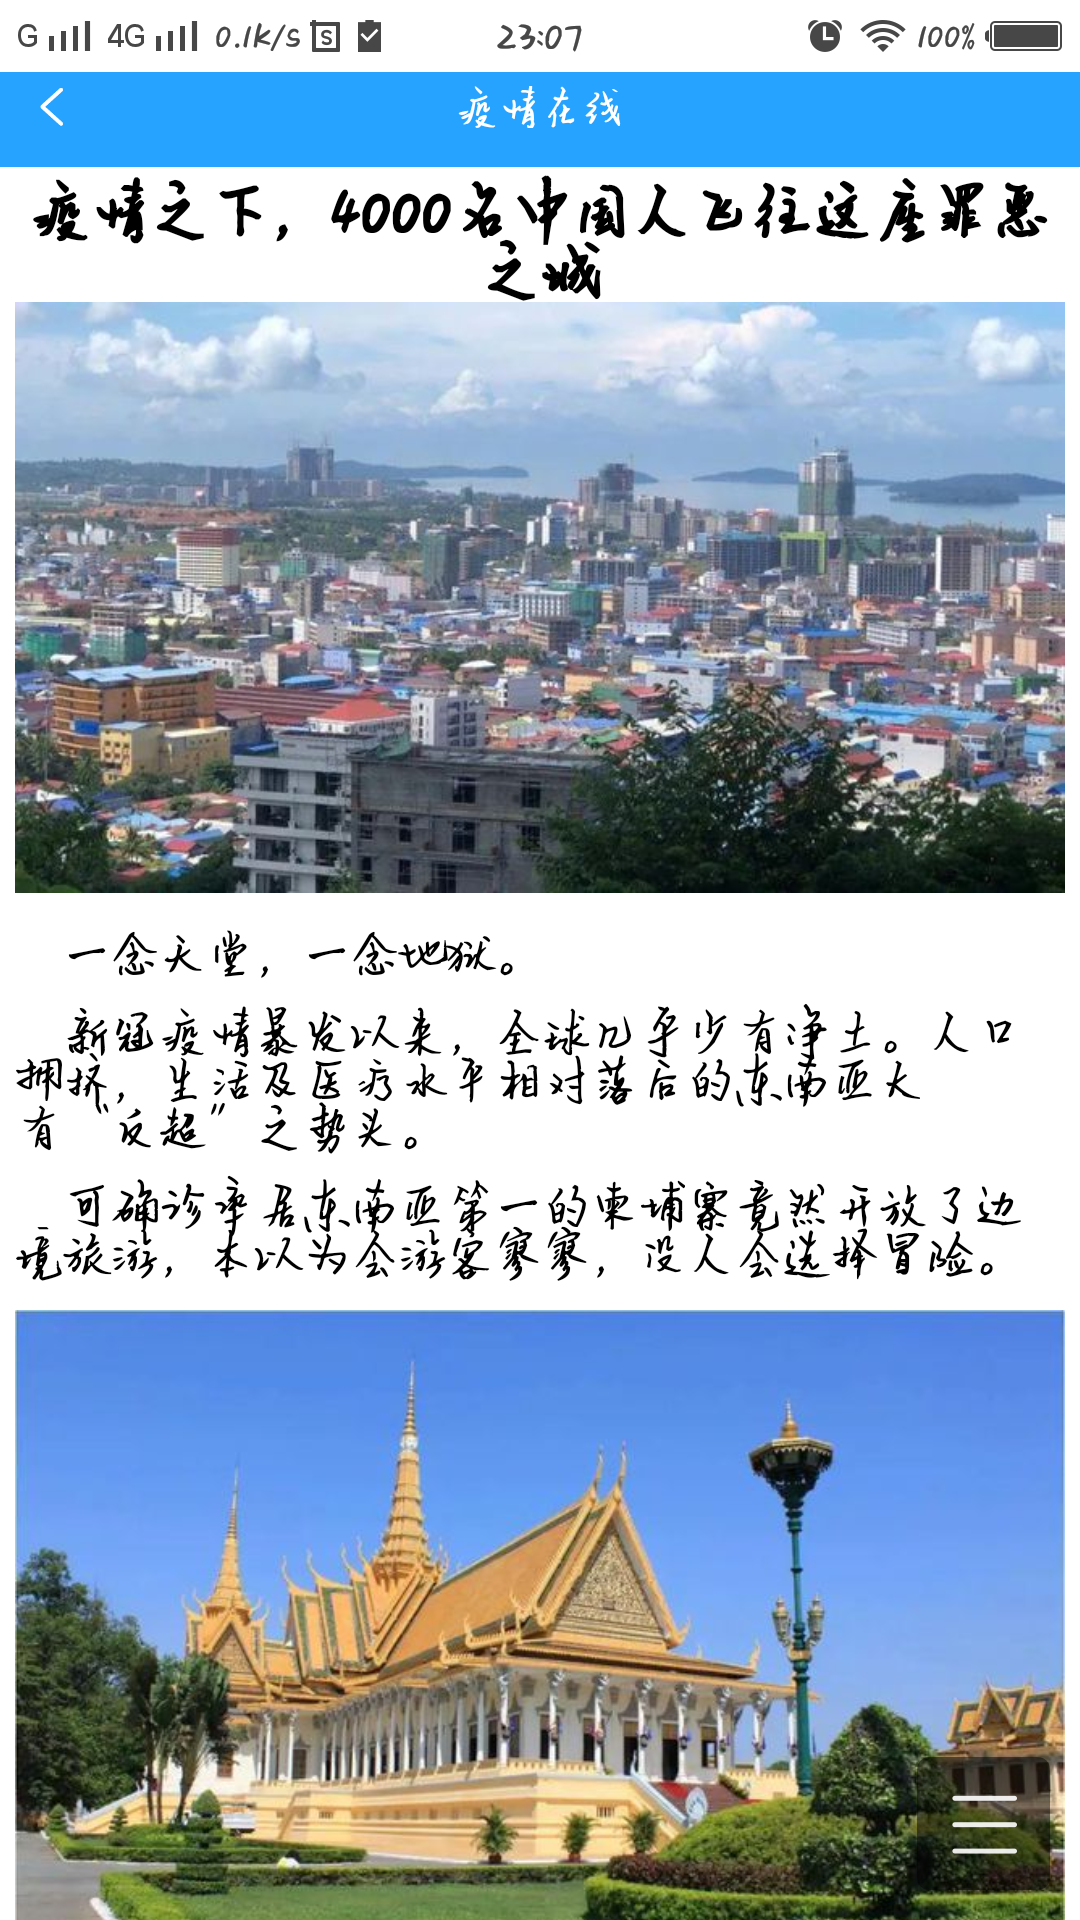 G 4G 0.1K/s S 23:07 100%
疫情在线
疫情之下，4000名中国人飞往这座罪恶
之城
一念天堂，一念地狱。
新冠疫情暴发以来，全球几乎少有净土。人口
拥挤，生活及医疗水平相对落后的东南亚大
有“反超”之势头。
可确诊率居东南亚第一的柬埔寨竟然开放了边
境旅游，本以为会游客寥寥，没人会选择冒险。